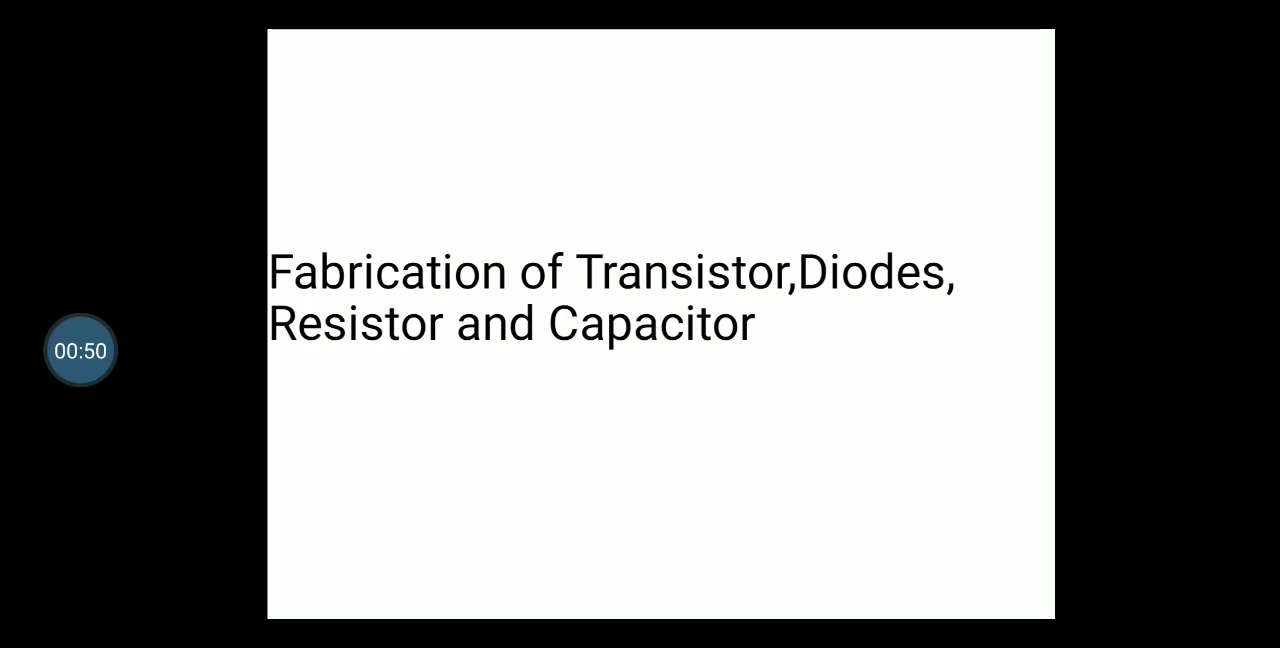 Fabrication of Transistor,Diodes,
Resistor and Capacitor
00:50